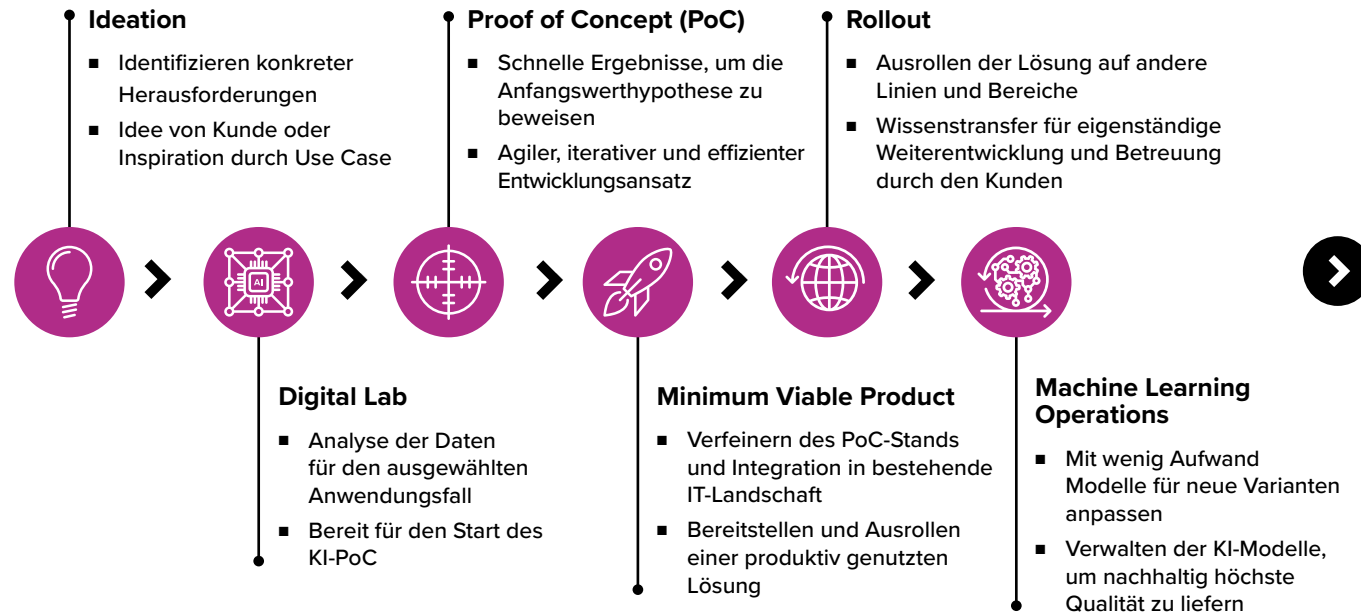 Ideation
■ Identifizieren konkreter
Herausforderungen
■ Idee von Kunde oder
Inspiration durch Use Case
Proof of Concept (PoC)
■ Schnelle Ergebnisse, um die
Anfangswerthypothese zu
beweisen
■ Agiler, iterativer und effizienter
Entwicklungsansatz
Rollout
■ Ausrollen der Lösung auf andere
Linien und Bereiche
■ Wissenstransfer für eigenständige
Weiterentwicklung und Betreuung
durch den Kunden
AI
Digital Lab
■ Analyse der Daten
für den ausgewählten
Anwendungsfall
■ Bereit für den Start des
KI-PoC
Minimum Viable Product
■ Verfeinern des PoC-Stands
und Integration in bestehende
IT-Landschaft
■ Bereitstellen und Ausrollen
einer produktiv genutzten
Lösung
Machine Learning
Operations
■ Mit wenig Aufwand
Modelle für neue Varianten
anpassen
■ Verwalten der KI-Modelle,
um nachhaltig höchste
Qualität zu liefern